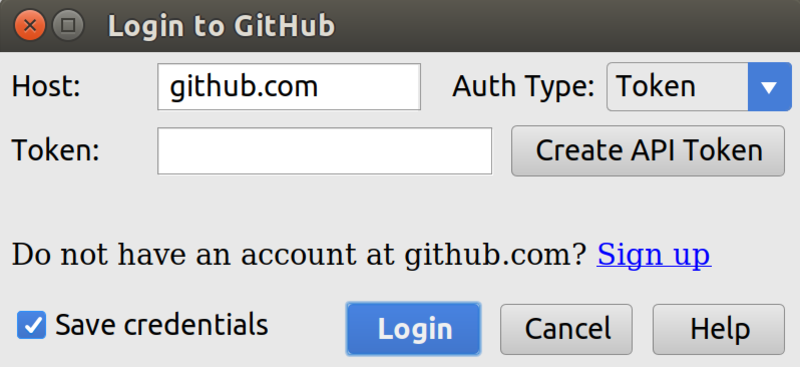 Login to GitHub
Host: github.com Auth Type: Token
Token: Create API Token
Do not have an account at github.com? Sign up
Save credentials Login Cancel Help